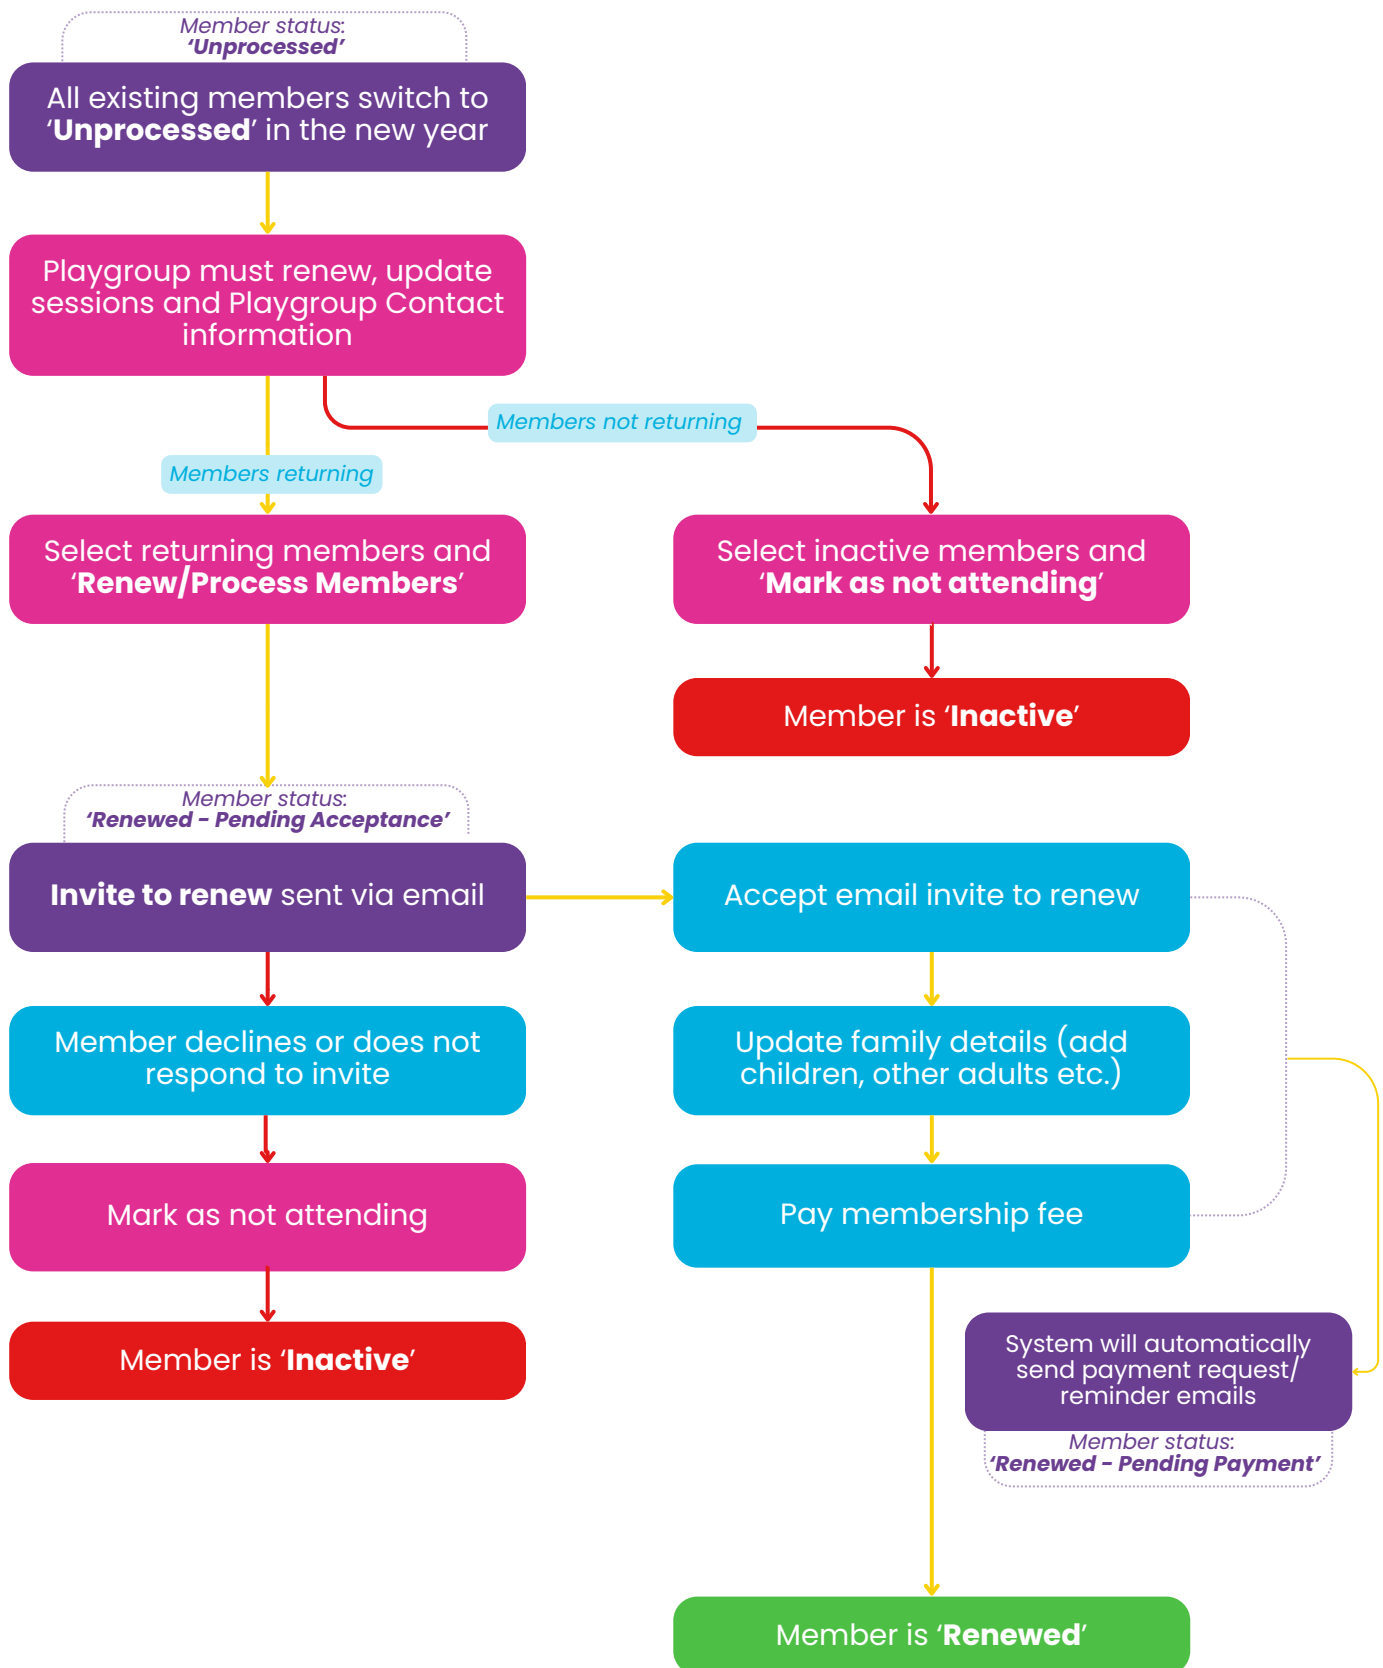 Member status:
‘Unprocessed’
All existing members switch to
‘Unprocessed’ in the new year
Playgroup must renew, update
sessions and Playgroup Contact
information
Members not returning
Members returning
Select returning members and
‘Renew/Process Members’
Select inactive members and
‘Mark as not attending’
Member is ‘Inactive’
Member status:
‘Renewed - Pending Acceptance’
Invite to renew sent via email
Accept email invite to renew
Member declines or does not
respond to invite
Update family details (add
children, other adults etc.)
Mark as not attending
Pay membership fee
Member is ‘Inactive’
System will automatically
send payment request/
reminder emails
Member status:
‘Renewed - Pending Payment’
Member is ‘Renewed’